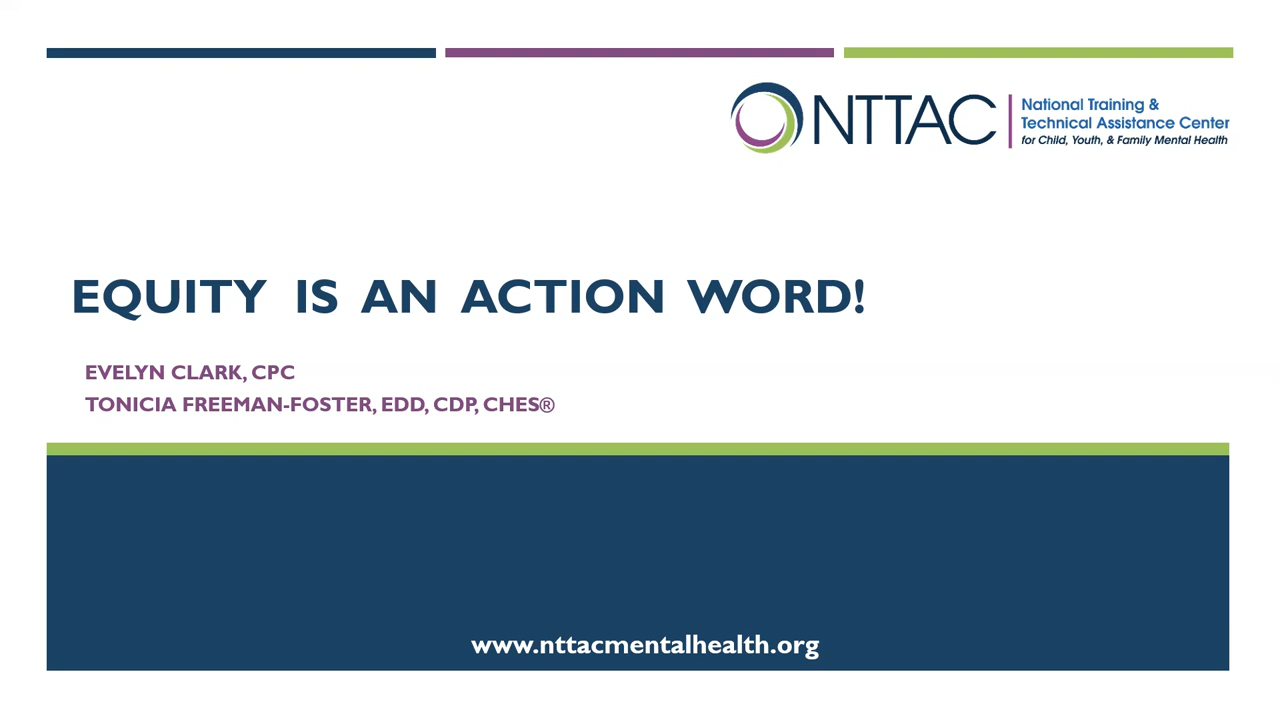 NTTAC
National Training &
Technical Assistance Center
for Child, Youth, & Family Mental Health
EQUITY IS AN ACTION WORD!
EVELYN CLARK, CPC
TONICIA FREEMAN-FOSTER, EDD, CDP, CHES®
www.nttacmentalhealth.org